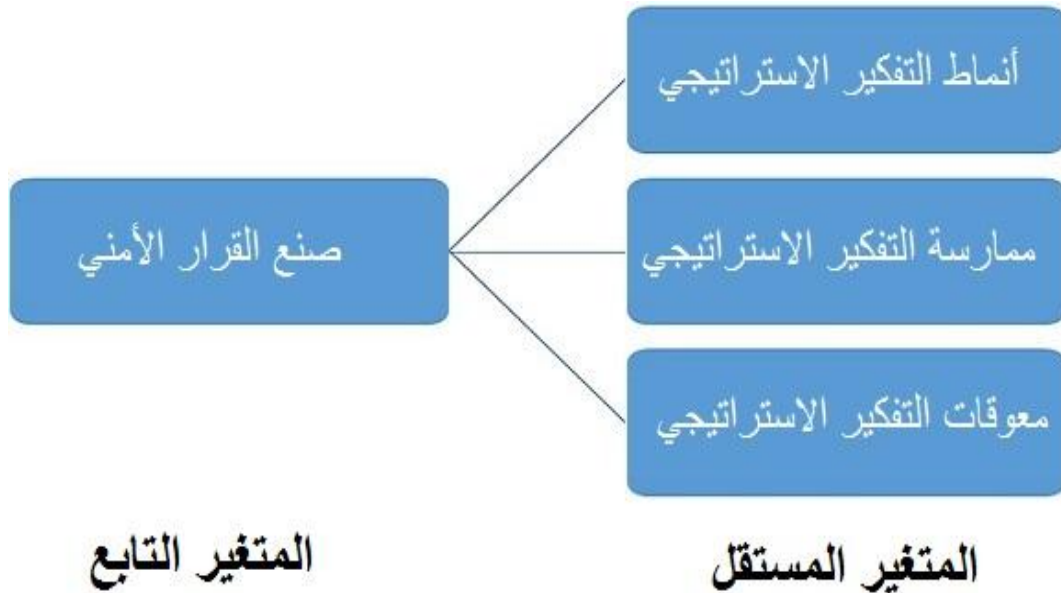 أنماط التفكير الاستراتيجي
ممارسة التفكير الاستراتيجي
معوقات التفكير الاستراتيجي
صنع القرار الأمني
المتغير المستقل
المتغير التابع